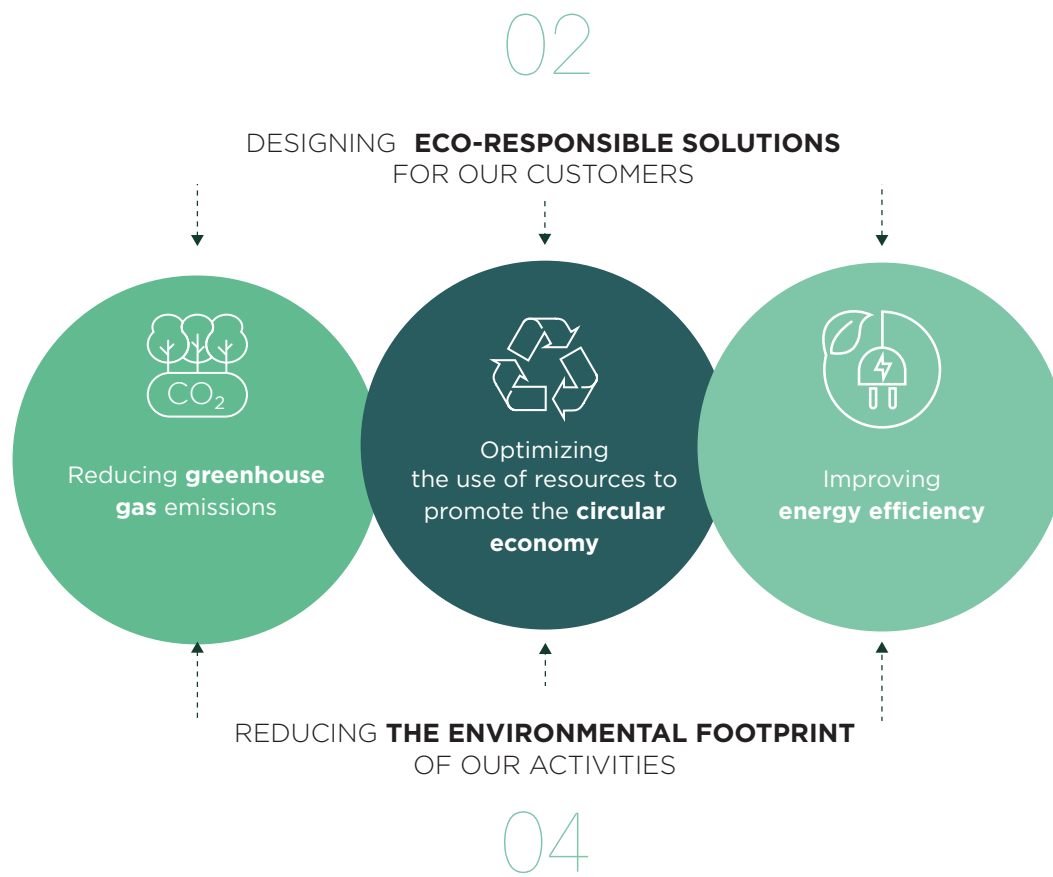 02
DESIGNING ECO-RESPONSIBLE SOLUTIONS
FOR OUR CUSTOMERS
CO₂
Reducing greenhouse
gas emissions
Optimizing
the use of resources to
promote the circular
economy
Improving
energy efficiency
REDUCING THE ENVIRONMENTAL FOOTPRINT
OF OUR ACTIVITIES
04